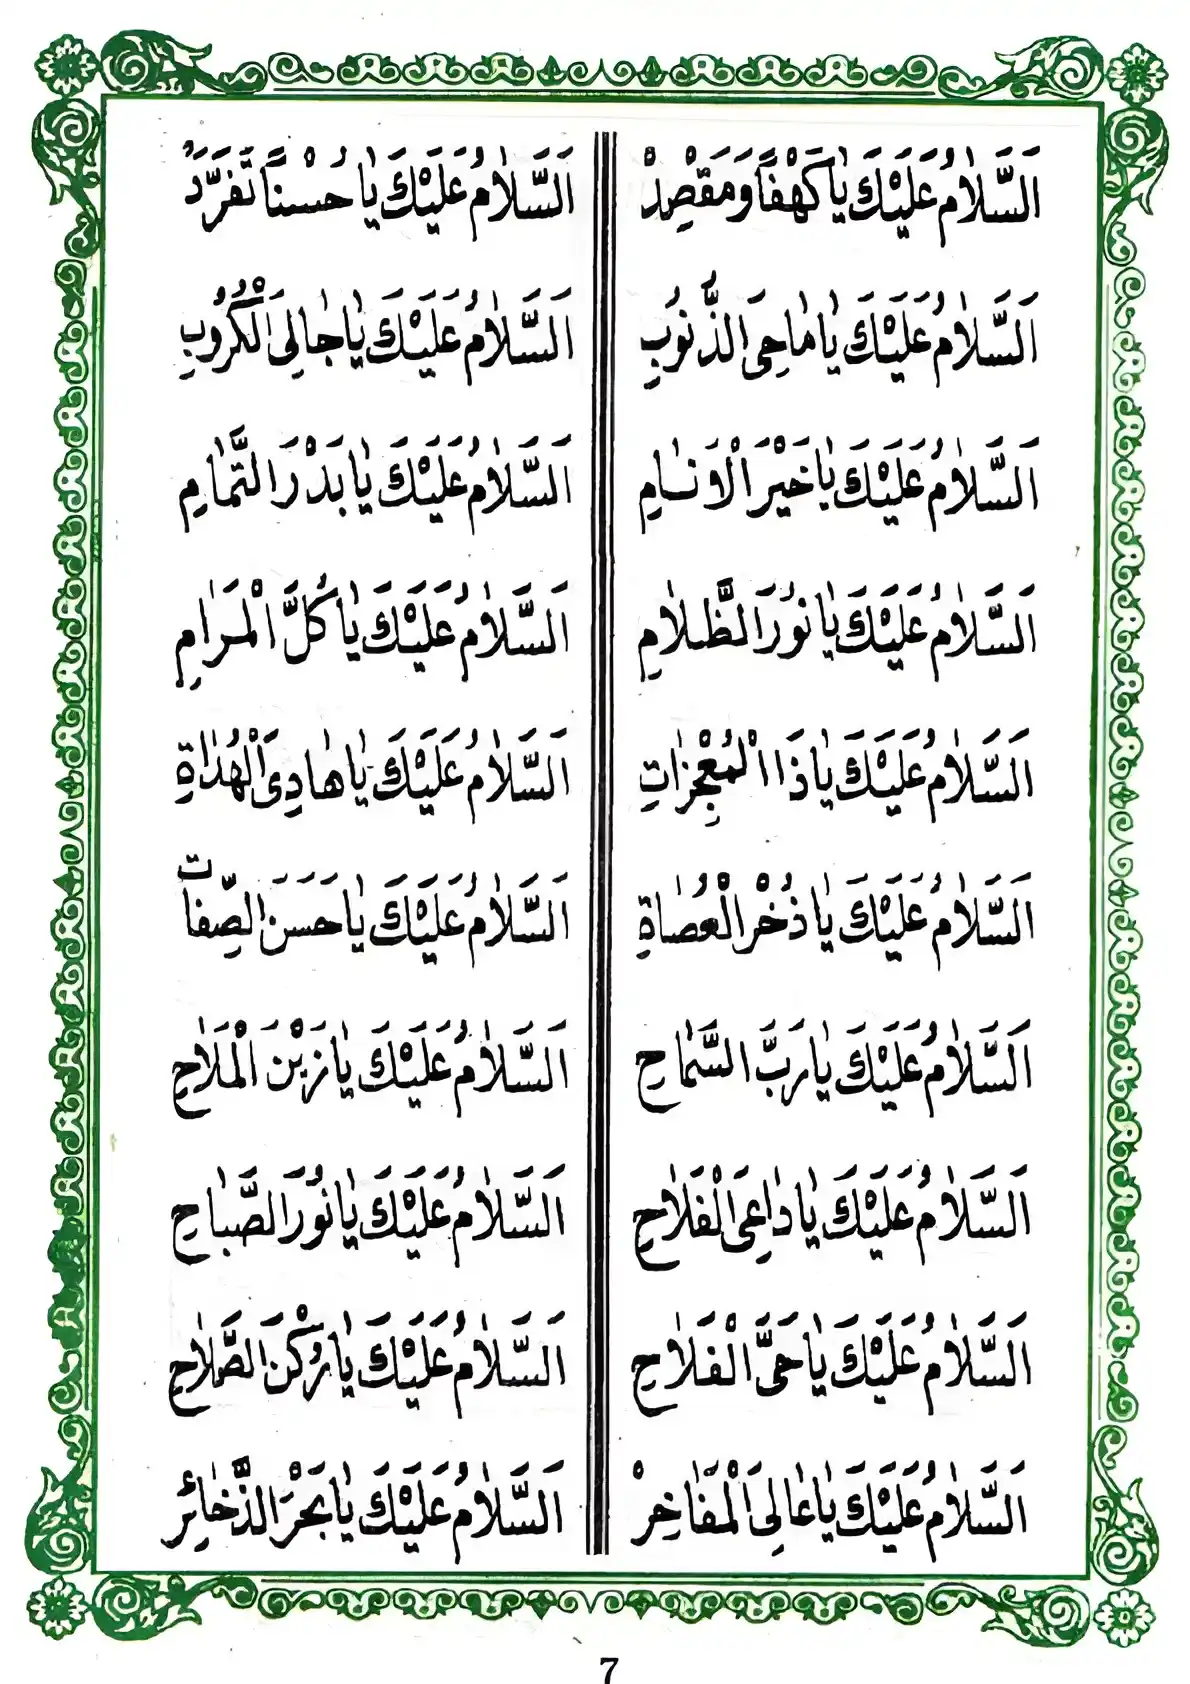 اَلسَّلَامُ عَلَيْكَ يَا كَهْفًا وَمَقْصِدْ اَلسَّلَامُ عَلَيْكَ يَا حُسْنًا تَفَرَّدْ
اَلسَّلَامُ عَلَيْكَ يَا مَاحِيَ الذُّنُوبِ اَلسَّلَامُ عَلَيْكَ يَا جَالِيَ الْكُرُوبِ
اَلسَّلَامُ عَلَيْكَ يَا خَيْرَ الْاَنَامِ اَلسَّلَامُ عَلَيْكَ يَا بَدْرَ التَّمَامِ
اَلسَّلَامُ عَلَيْكَ يَا نُورَ الظَّلَامِ اَلسَّلَامُ عَلَيْكَ يَا كُلَّ الْمَرَامِ
اَلسَّلَامُ عَلَيْكَ يَا ذَا الْمُعْجِزَاتِ اَلسَّلَامُ عَلَيْكَ يَا هَادِيَ الْهُدَاةِ
اَلسَّلَامُ عَلَيْكَ يَا ذُخْرَ الْعُصَاةِ اَلسَّلَامُ عَلَيْكَ يَا حَسَنَ الصِّفَاتِ
اَلسَّلَامُ عَلَيْكَ يَا رَبَّ السَّمَاحِ اَلسَّلَامُ عَلَيْكَ يَا زَيْنَ الْمَلَاحِ
اَلسَّلَامُ عَلَيْكَ يَا دَاعِيَ الْفَلَاحِ اَلسَّلَامُ عَلَيْكَ يَا نُورَ الصَّبَاحِ
اَلسَّلَامُ عَلَيْكَ يَا حَيَّ الْفَلَاحِ اَلسَّلَامُ عَلَيْكَ يَا رُكْنَ الصَّلَاحِ
اَلسَّلَامُ عَلَيْكَ يَا عَالِيَ الْمَفَاخِرْ اَلسَّلَامُ عَلَيْكَ يَا بَحْرَ الذَّخَائِرْ
7